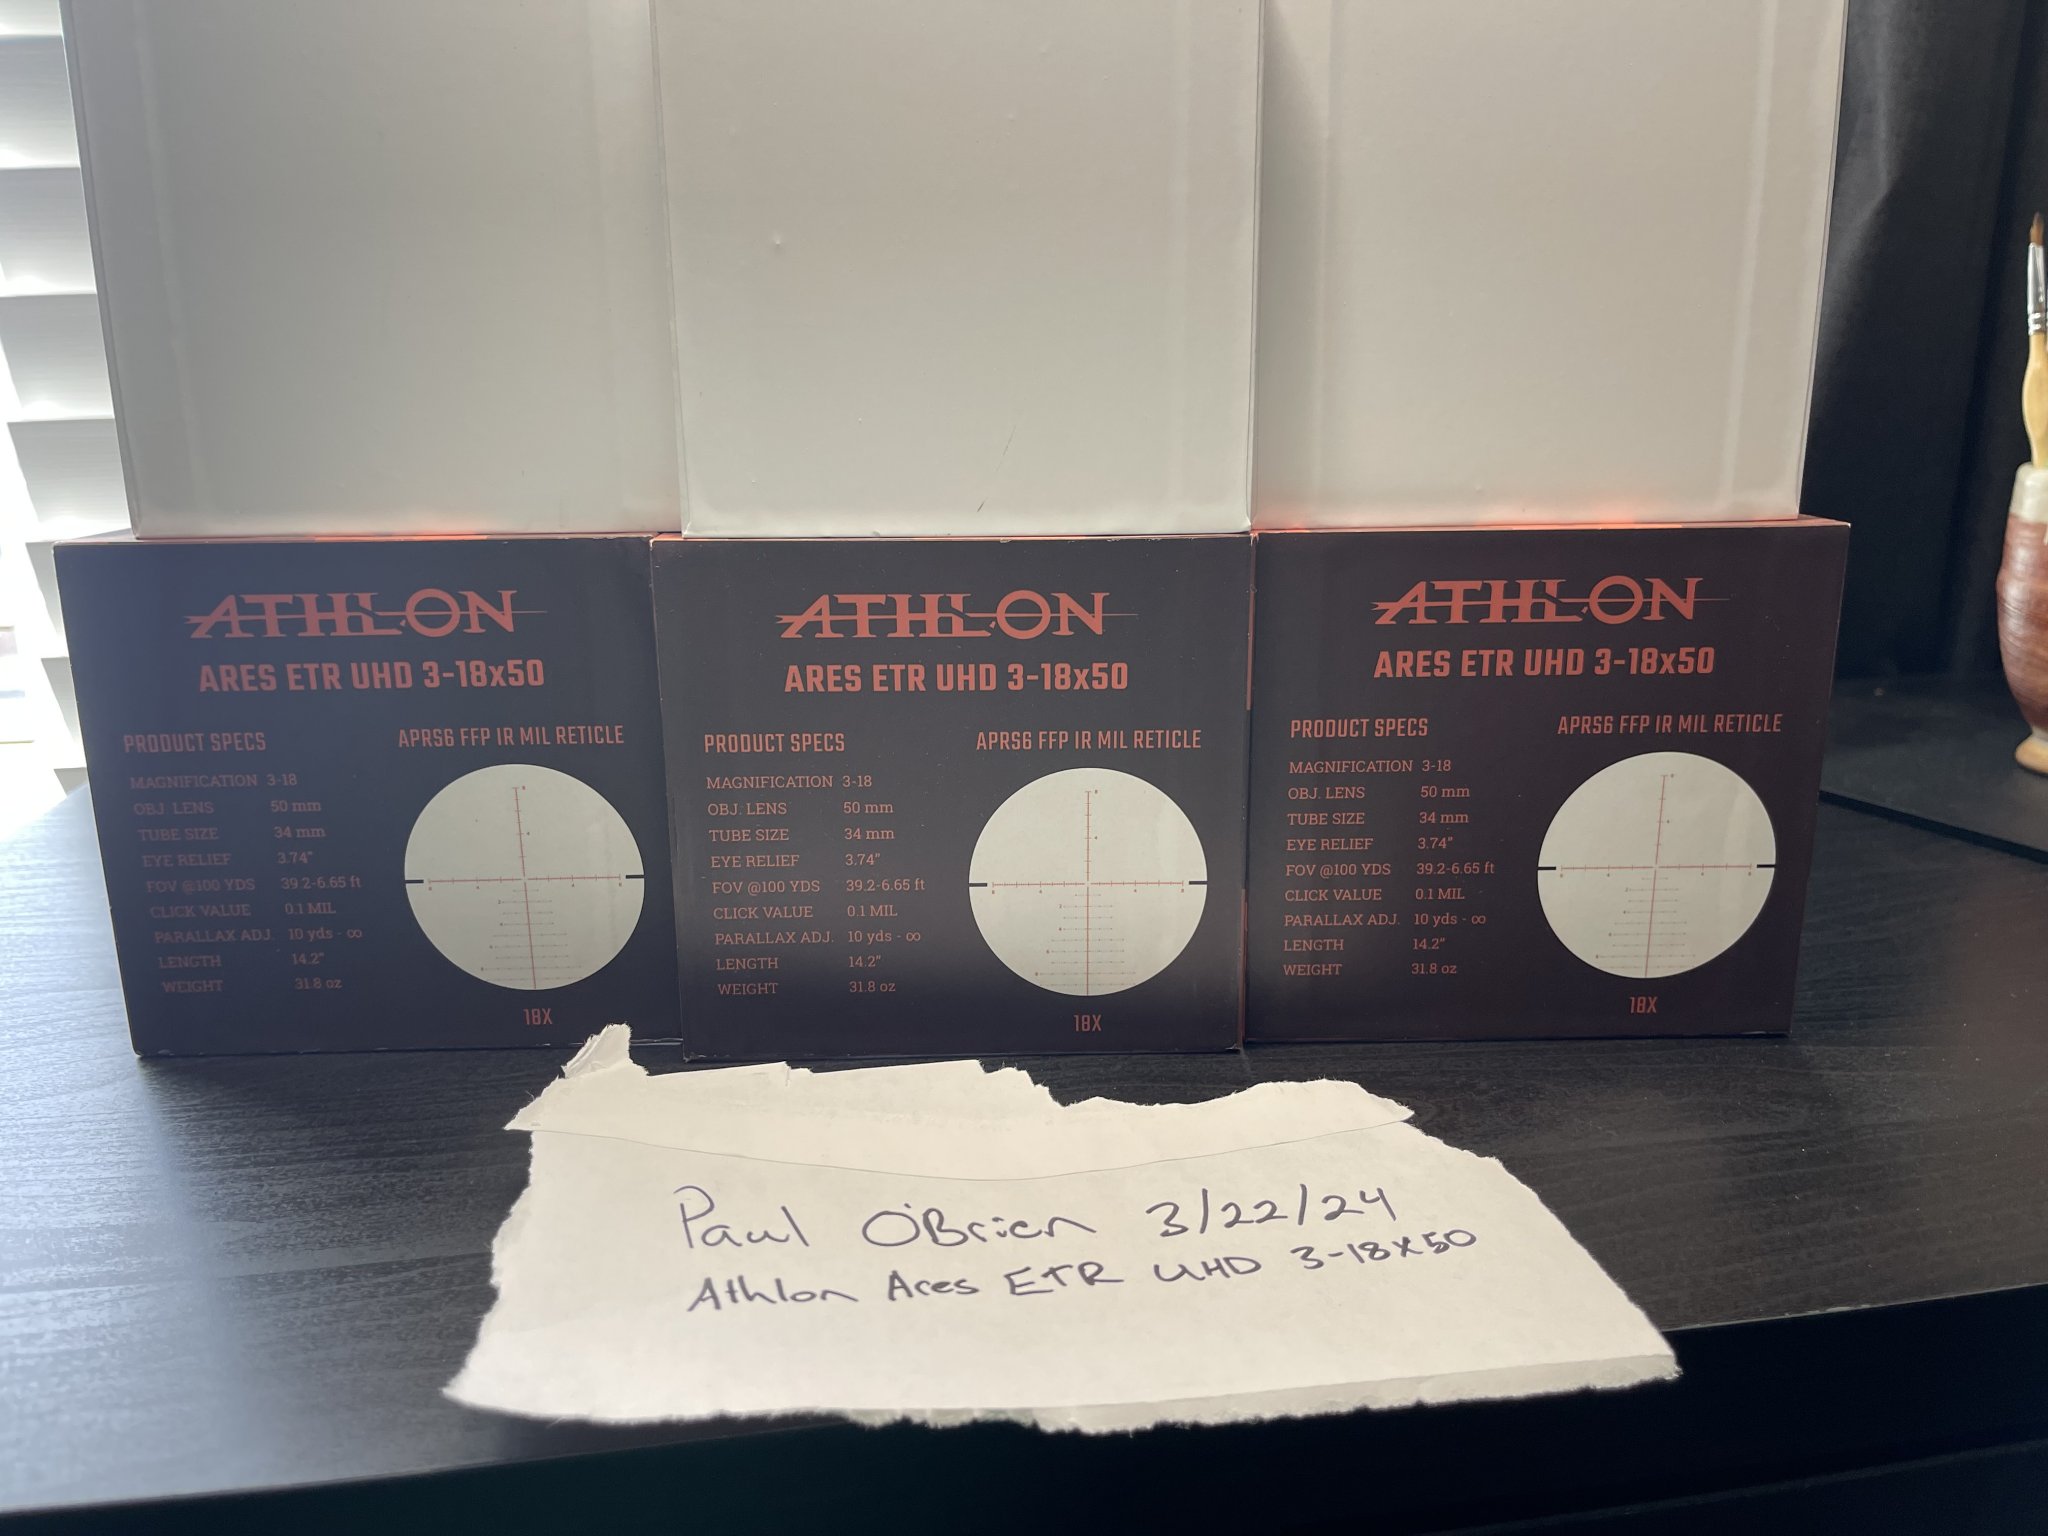 ATHLON
ARES ETR UHD 3-18x50
PRODUCT SPECS
APRS6 FFP IR MIL RETICLE
MAGNIFICATION 3-18
OBJ. LENS 50 mm
TUBE SIZE 34 mm
EYE RELIEF 3.74"
FOV @100 YDS 39.2-6.65 ft
CLICK VALUE 0.1 MIL
PARALLAX ADJ. 10 yds - ∞
LENGTH 14.2"
WEIGHT 31.8 oz
18X
ATHLON
ARES ETR UHD 3-18x50
PRODUCT SPECS
APRS6 FFP IR MIL RETICLE
MAGNIFICATION 3-18
OBJ. LENS 50 mm
TUBE SIZE 34 mm
EYE RELIEF 3.74"
FOV @100 YDS 39.2-6.65 ft
CLICK VALUE 0.1 MIL
PARALLAX ADJ. 10 yds - ∞
LENGTH 14.2"
WEIGHT 31.8 oz
18X
ATHLON
ARES ETR UHD 3-18x50
PRODUCT SPECS
APRS6 FFP IR MIL RETICLE
MAGNIFICATION 3-18
OBJ. LENS 50 mm
TUBE SIZE 34 mm
EYE RELIEF 3.74"
FOV @100 YDS 39.2-6.65 ft
CLICK VALUE 0.1 MIL
PARALLAX ADJ. 10 yds - ∞
LENGTH 14.2"
WEIGHT 31.8 oz
18X
Paul O'Brien 3/22/24
Athlon Ares ETR UHD 3-18X50